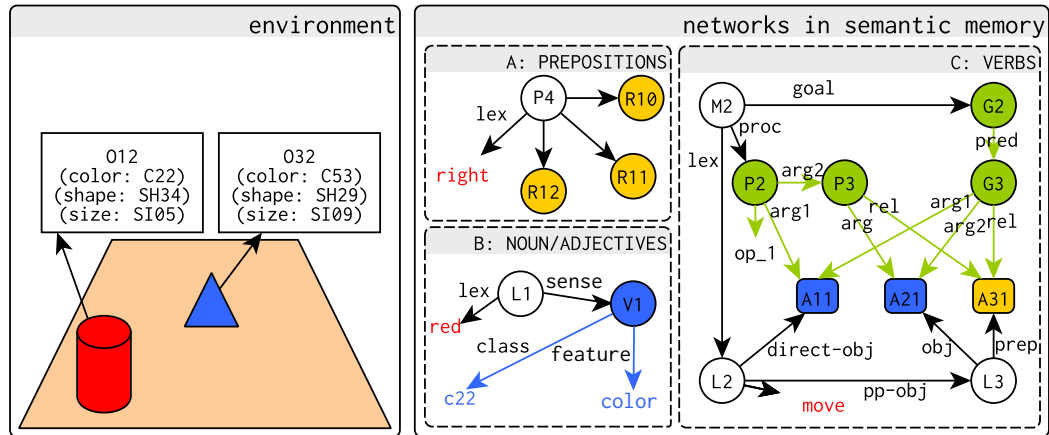 environment
O12
(color: C22)
(shape: SH34)
(size: SI05)
O32
(color: C53)
(shape: SH29)
(size: SI09)
networks in semantic memory
A: PREPOSITIONS
P4
R10
lex
right
R12
R11
B: NOUN/ADJECTIVES
L1
sense
V1
lex
red
class
feature
c22
color
C: VERBS
M2
goal
G2
proc
pred
lex
P2
arg2
P3
G3
arg1
rel
arg1
rel
arg
arg2
op_1
A11
A21
A31
direct-obj
obj
prep
L2
pp-obj
L3
move